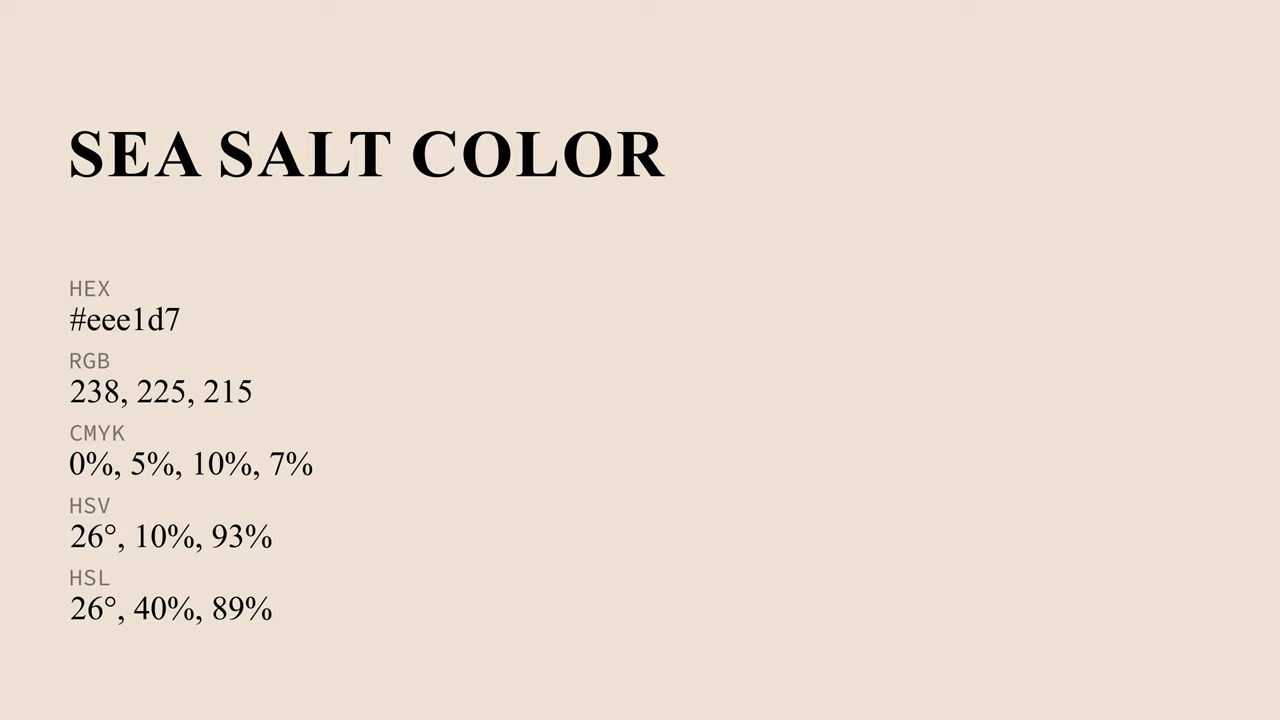 SEA SALT COLOR
HEX
#eee1d7
RGB
238, 225, 215
CMYK
0%, 5%, 10%, 7%
HSV
26°, 10%, 93%
HSL
26°, 40%, 89%